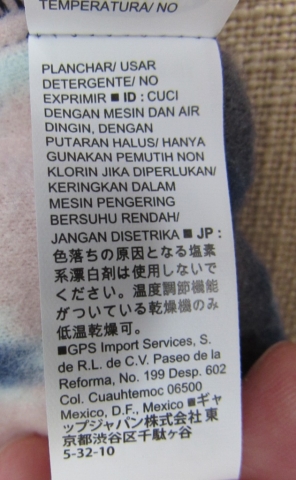 TEMPERATURA/ NO
PLANCHAR/ USAR
DETERGENTE/ NO
EXPRIMIR ■ ID : CUCI
DENGAN MESIN DAN AIR
DINGIN, DENGAN
PUTARAN HALUS/ HANYA
GUNAKAN PEMUTIH NON
KLORIN JIKA DIPERLUKAN/
KERINGKAN DALAM
MESIN PENGERING
BERSUHU RENDAH/
JANGAN DISETRIKA ■ JP :
色落ちの原因となる塩素
系漂白剤は使用しないで
ください。温度調節機能
がついている乾燥機のみ
低温乾燥可。
■GPS Import Services, S.
de R.L. de C.V. Paseo de la
Reforma, No. 199 Desp. 602
Col. Cuauhtemoc 06500
Mexico, D.F., Mexico ■ギャ
ップジャパン株式会社 東
京都渋谷区千駄ヶ谷
5-32-10